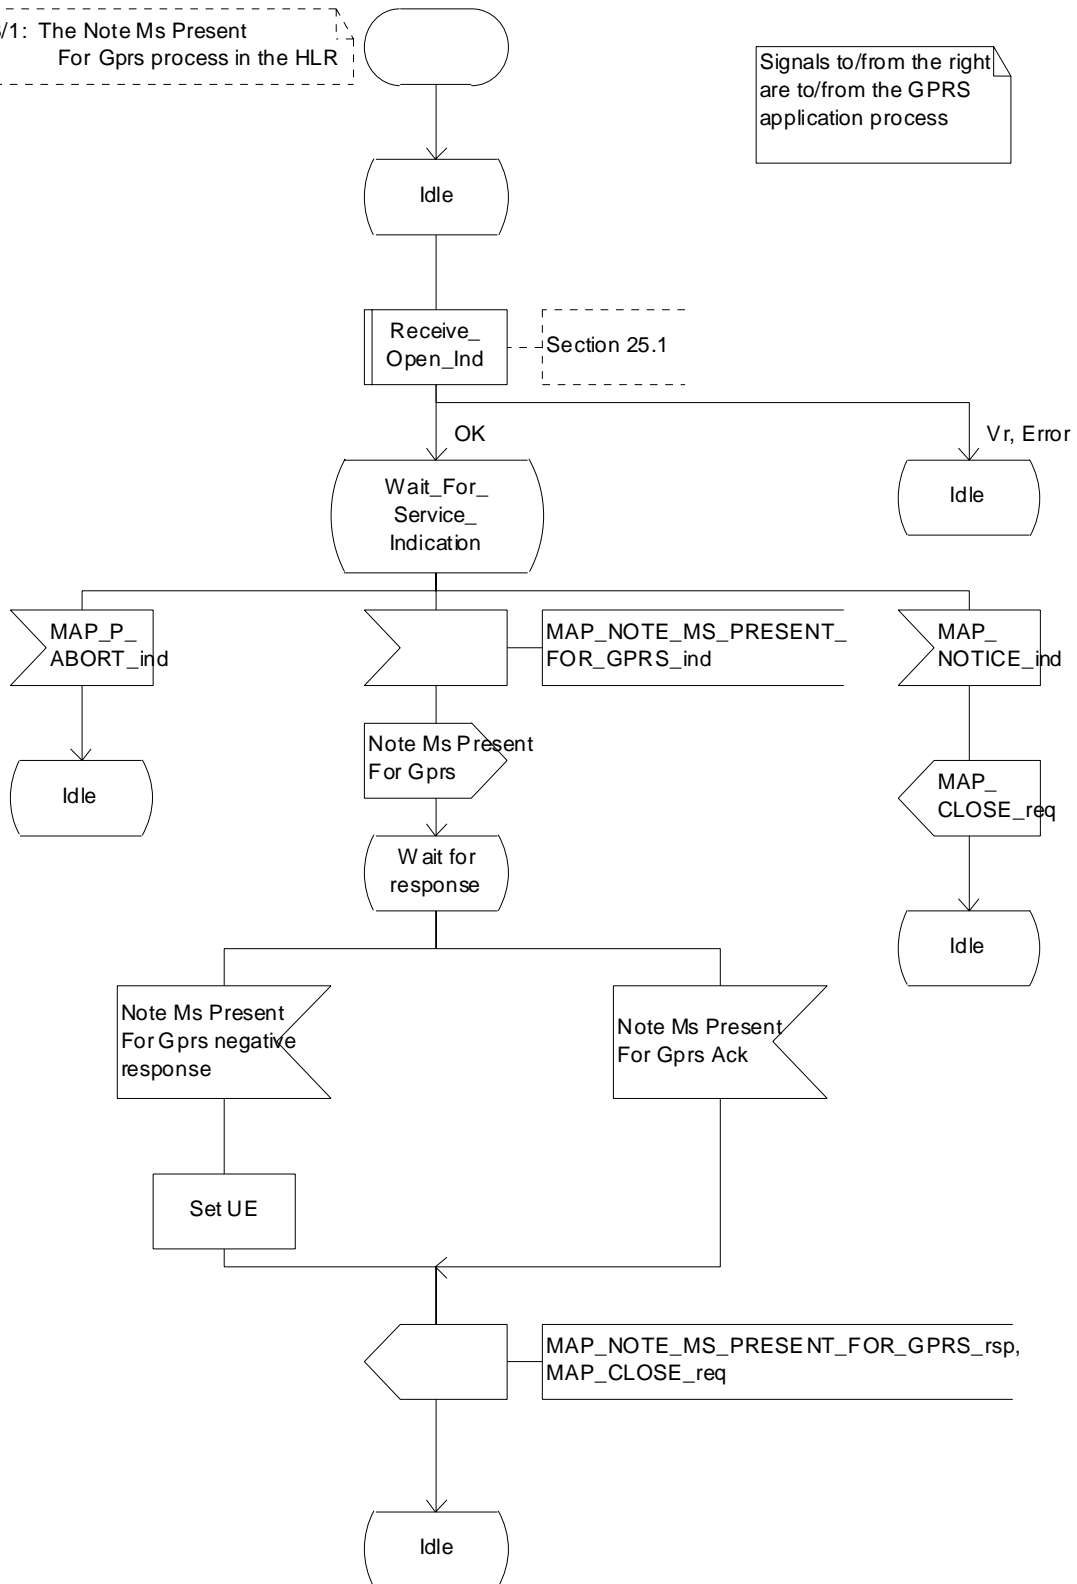 /1: The Note Ms Present
For Gprs process in the HLR
Signals to/from the right
are to/from the GPRS
application process
Idle
Receive_
Open_Ind
Section 25.1
OK
Vr, Error
Wait_For_
Service_
Indication
Idle
MAP_P_
ABORT_ind
MAP_NOTE_MS_PRESENT_
FOR_GPRS_ind
MAP_
NOTICE_ind
Note Ms Present
For Gprs
Idle
MAP_
CLOSE_req
Wait for
response
Idle
Note Ms Present
For Gprs negative
response
Note Ms Present
For Gprs Ack
Set UE
MAP_NOTE_MS_PRESENT_FOR_GPRS_rsp,
MAP_CLOSE_req
Idle